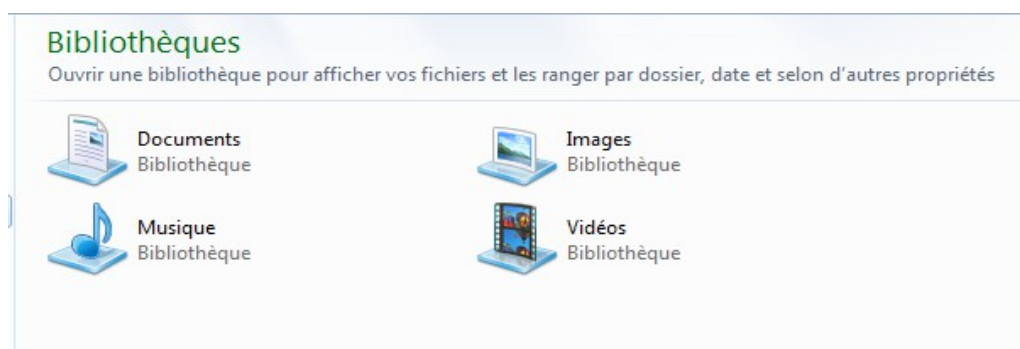 Bibliothèques
Ouvrir une bibliothèque pour afficher vos fichiers et les ranger par dossier, date et selon d'autres propriétés
Documents
Bibliothèque
Images
Bibliothèque
Musique
Bibliothèque
Vidéos
Bibliothèque